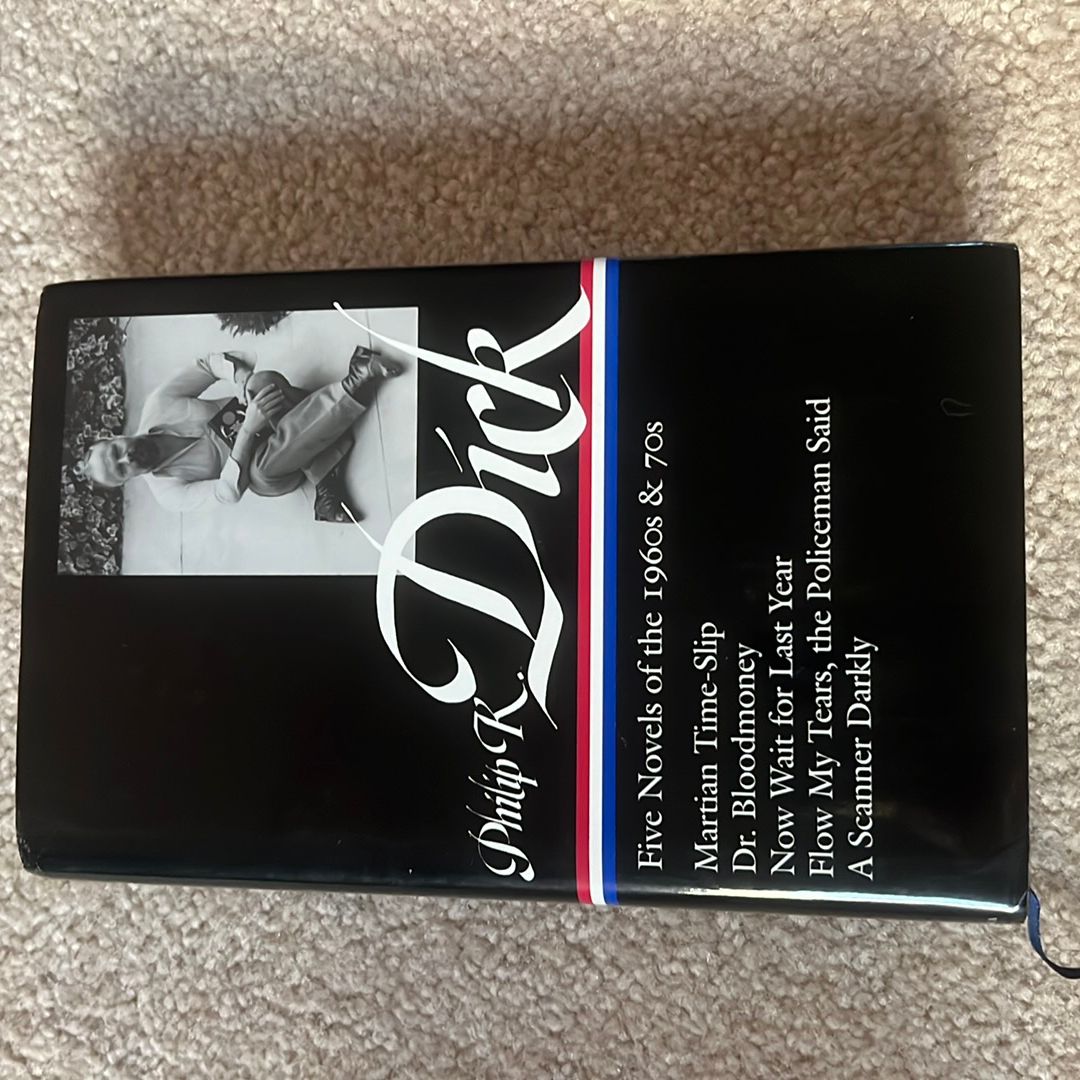 Philip K. Dick
Five Novels of the 1960s & 70s
Martian Time-Slip
Dr. Bloodmoney
Now Wait for Last Year
Flow My Tears, the Policeman Said
A Scanner Darkly